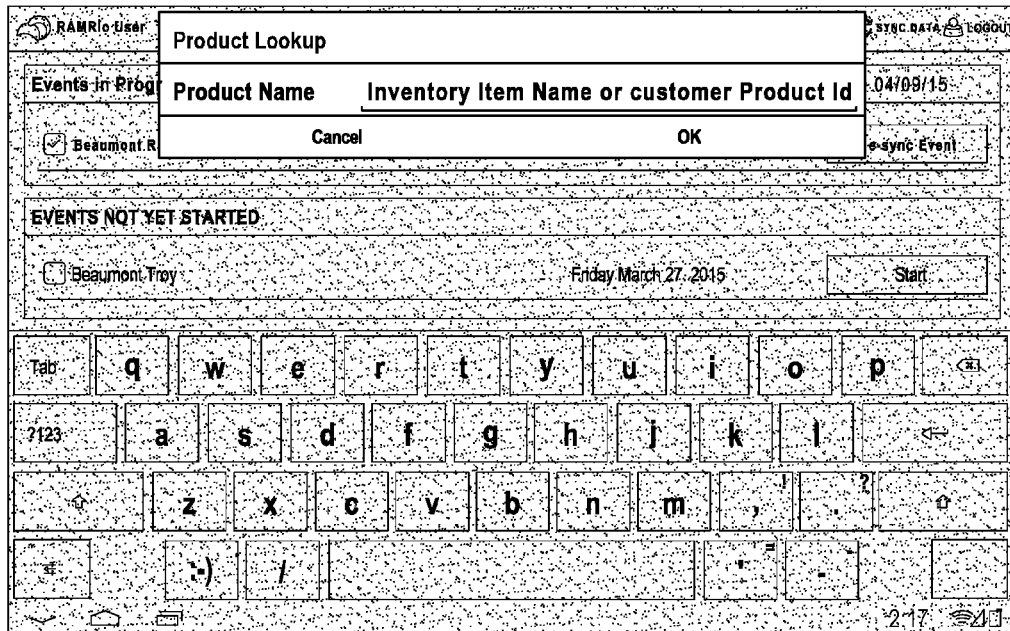 RAMRfo User
SYNC DATA
LOGOUT
Product Lookup
Events in Progr
04/09/15
Product Name
Inventory Item Name or customer Product Id
Cancel
OK
Beaumont R
sync Event
EVENTS NOT YET STARTED
Beaumont Troy
Friday March 27, 2015
Start
Tab q w e r t y u i o p
?123 a s d f g h j k l
z x c v b n m , ! . ?
:-) / ' " - _
2:17